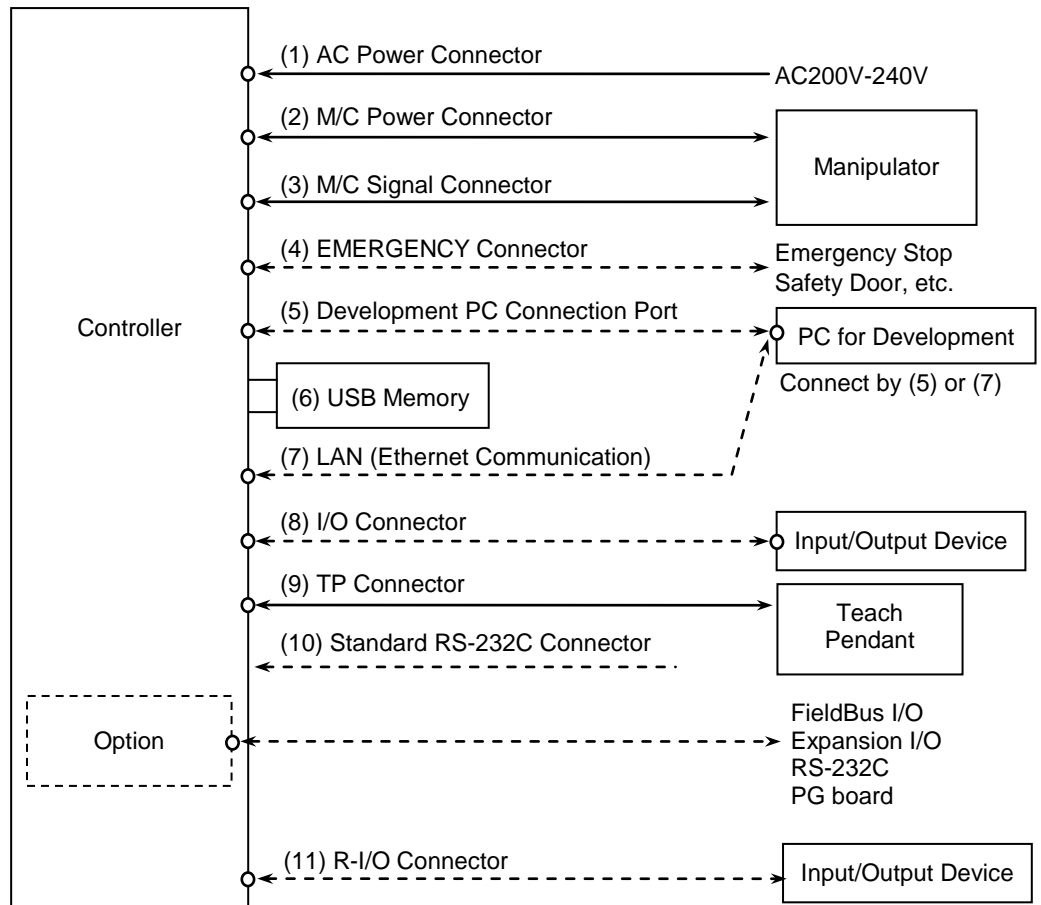 (1) AC Power Connector
AC200V-240V
(2) M/C Power Connector
Manipulator
(3) M/C Signal Connector
(4) EMERGENCY Connector
Emergency Stop
Safety Door, etc.
Controller
(5) Development PC Connection Port
PC for Development
Connect by (5) or (7)
(6) USB Memory
(7) LAN (Ethernet Communication)
(8) I/O Connector
Input/Output Device
(9) TP Connector
Teach
Pendant
(10) Standard RS-232C Connector
Option
FieldBus I/O
Expansion I/O
RS-232C
PG board
(11) R-I/O Connector
Input/Output Device